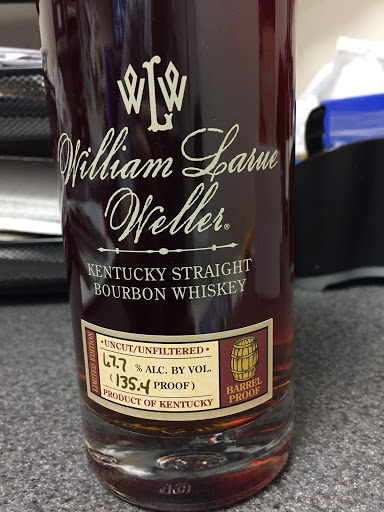 WLW
William Larue
Weller®
KENTUCKY STRAIGHT
BOURBON WHISKEY
LIMITED EDITION
• UNCUT/UNFILTERED •
67.7 % ALC. BY VOL.
(135.4 PROOF)
PRODUCT OF KENTUCKY
BARREL
PROOF